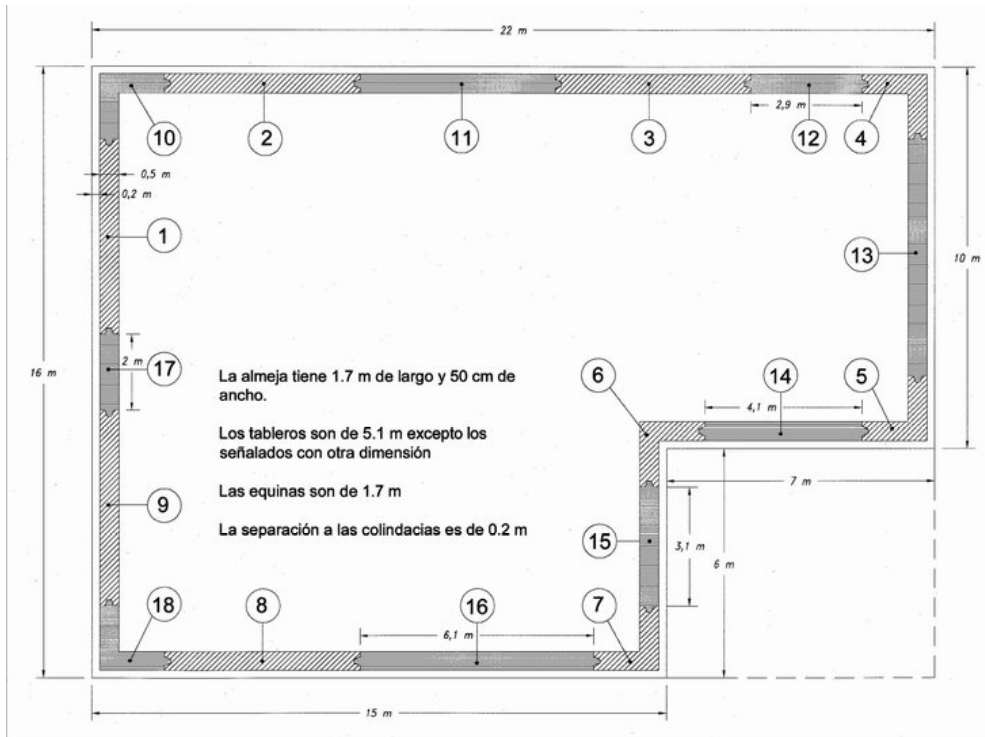 22 m
10
2
11
3
2,9 m
12
4
0,5 m
0,2 m
1
13
10 m
16 m
17
2 m
La almeja tiene 1.7 m de largo y 50 cm de
ancho.
Los tableros son de 5.1 m excepto los
señalados con otra dimensión
Las equinas son de 1.7 m
La separación a las colindacias es de 0.2 m
6
14
5
4,1 m
7 m
9
15
3,1 m
6 m
18
8
6,1 m
16
7
15 m